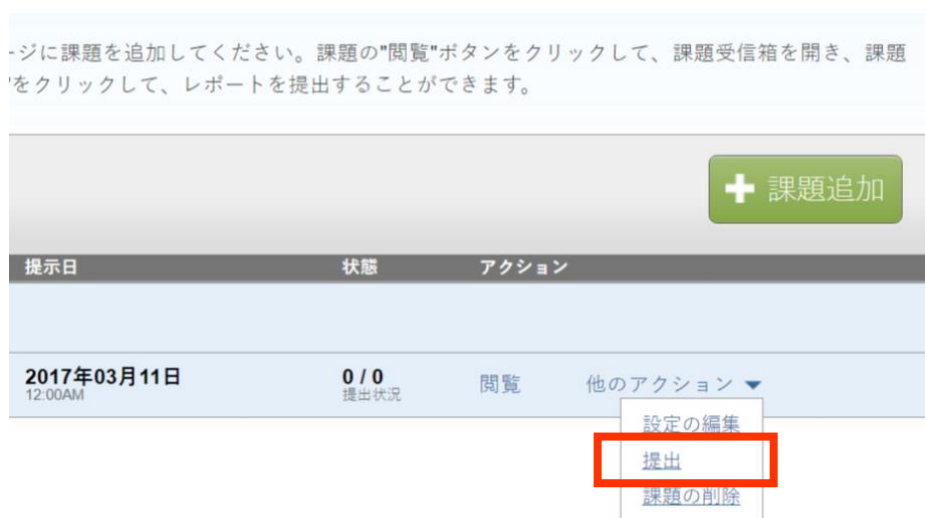 -ジに課題を追加してください。課題の"閲覧"ボタンをクリックして、課題受信箱を開き、課題
"をクリックして、レポートを提出することができます。
課題追加
提示日 状態 アクション
2017年03月11日 0 / 0 閲覧 他のアクション
12:00AM 提出状況
設定の編集
提出
課題の削除